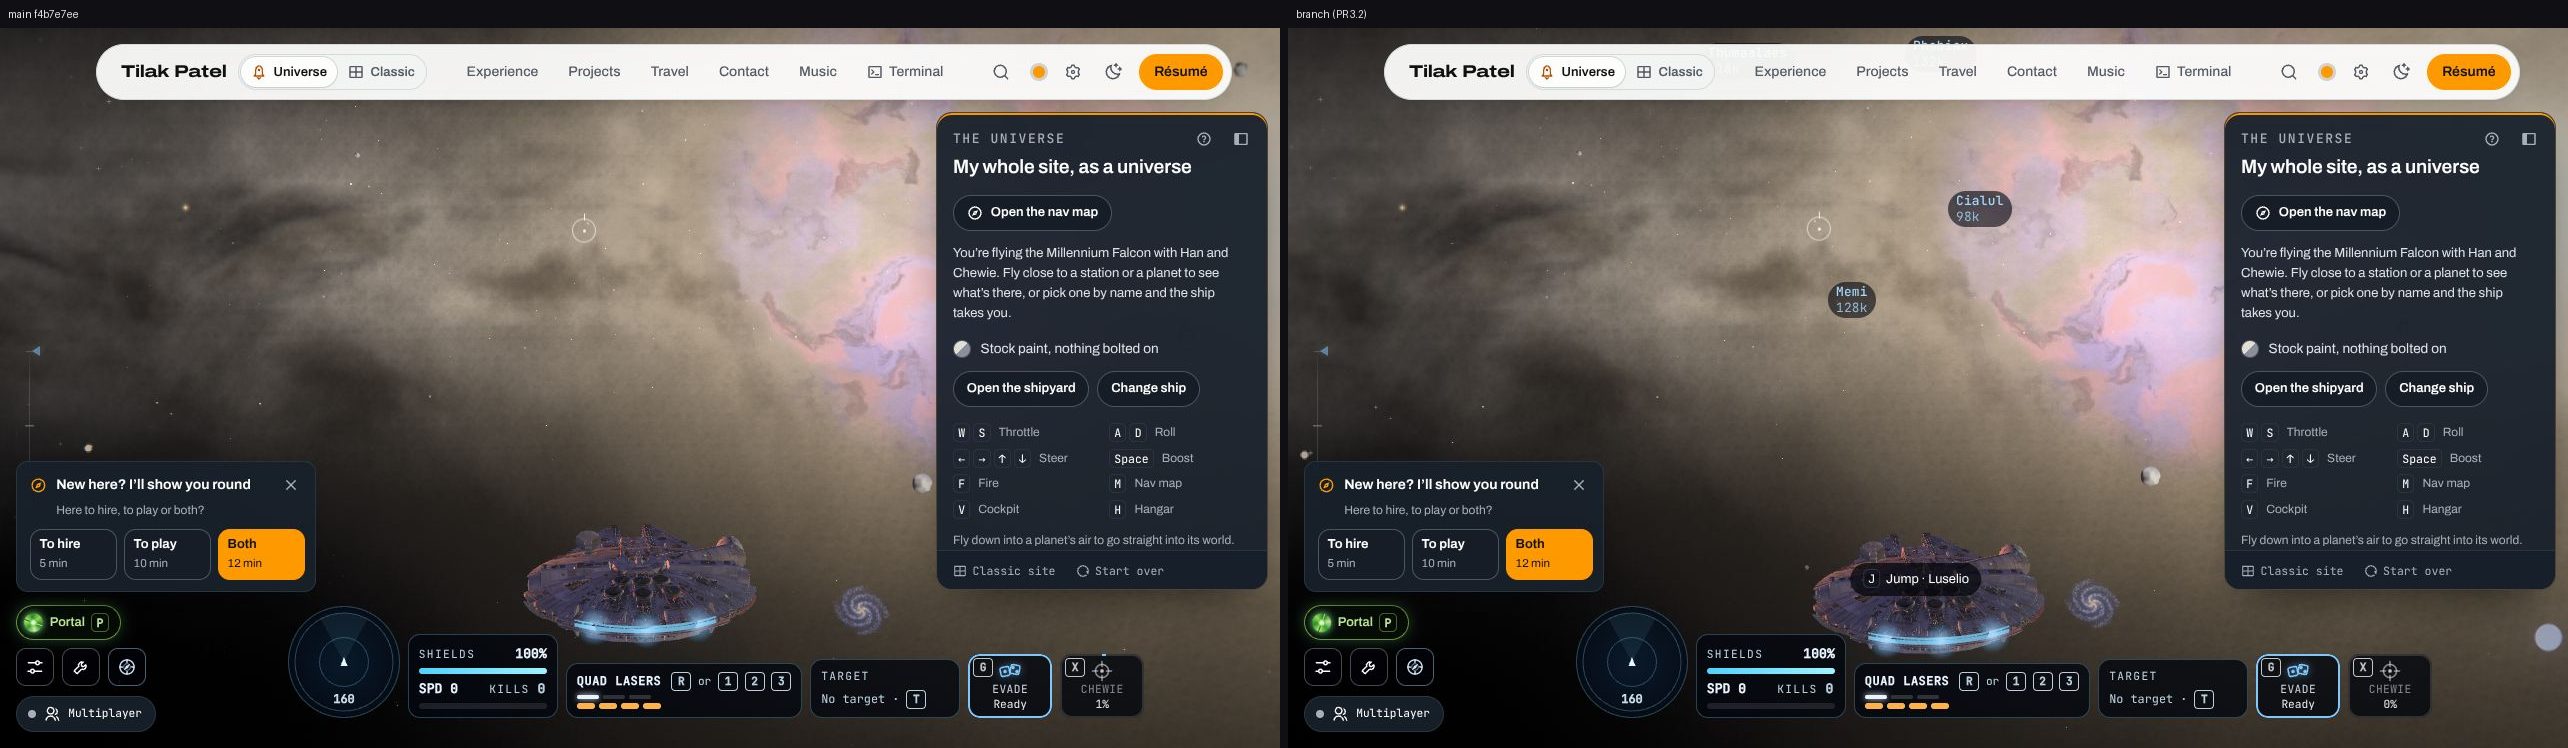 main f4b7e7ee
Tilak Patel Universe Classic Experience Projects Travel Contact Music Terminal Résumé
THE UNIVERSE
My whole site, as a universe
Open the nav map
You're flying the Millennium Falcon with Han and
Chewie. Fly close to a station or a planet to see
what's there, or pick one by name and the ship
takes you.
Stock paint, nothing bolted on
Open the shipyard Change ship
W S Throttle A D Roll
← → ↑ ↓ Steer Space Boost
F Fire M Nav map
V Cockpit H Hangar
Fly down into a planet's air to go straight into its world.
Classic site Start over
New here? I'll show you round
Here to hire, to play or both?
To hire To play Both
5 min 10 min 12 min
Portal P
Multiplayer
160
SHIELDS 100%
SPD 0 KILLS 0
QUAD LASERS R or 1 2 3
TARGET
No target · T
G
EVADE
Ready
X
CHEWIE
1%
branch (PR3.2)
Tilak Patel Universe Classic Experience Projects Travel Contact Music Terminal Résumé
Cialul
98k
Memi
128k
THE UNIVERSE
My whole site, as a universe
Open the nav map
You're flying the Millennium Falcon with Han and
Chewie. Fly close to a station or a planet to see
what's there, or pick one by name and the ship
takes you.
Stock paint, nothing bolted on
Open the shipyard Change ship
W S Throttle A D Roll
← → ↑ ↓ Steer Space Boost
F Fire M Nav map
V Cockpit H Hangar
Fly down into a planet's air to go straight into its world.
Classic site Start over
New here? I'll show you round
Here to hire, to play or both?
To hire To play Both
5 min 10 min 12 min
J Jump · Luselio
Portal P
Multiplayer
160
SHIELDS 100%
SPD 0 KILLS 0
QUAD LASERS R or 1 2 3
TARGET
No target · T
G
EVADE
Ready
X
CHEWIE
0%